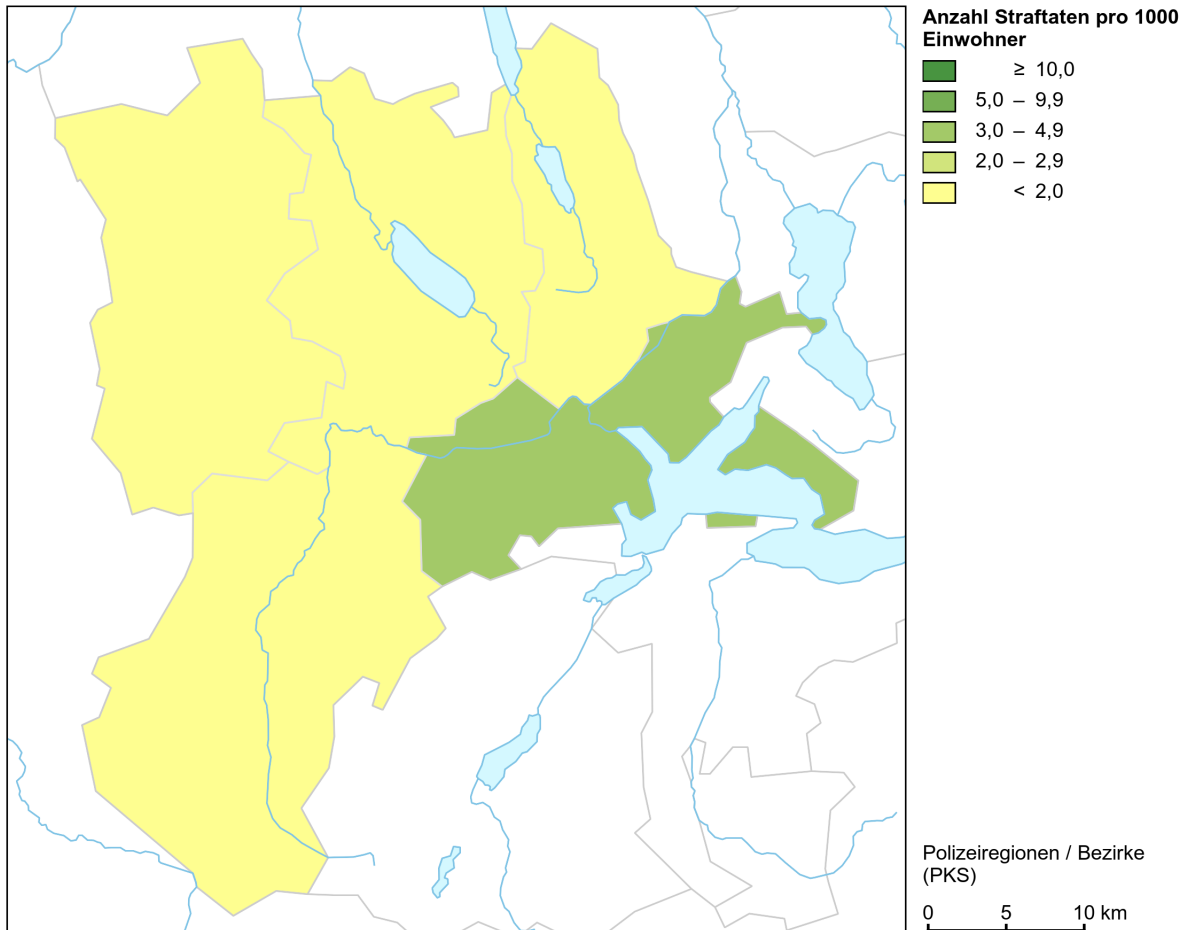 Anzahl Straftaten pro 1000
Einwohner
≥ 10,0
5,0 – 9,9
3,0 – 4,9
2,0 – 2,9
< 2,0
Polizeiregionen / Bezirke
(PKS)
0 5 10 km